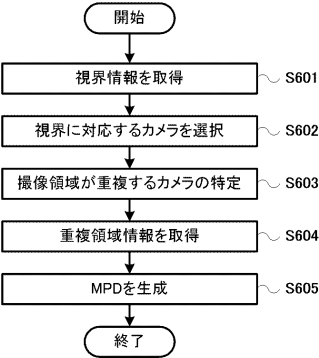 開始
視界情報を取得 S601
視界に対応するカメラを選択 S602
撮像領域が重複するカメラの特定 S603
重複領域情報を取得 S604
MPDを生成 S605
終了